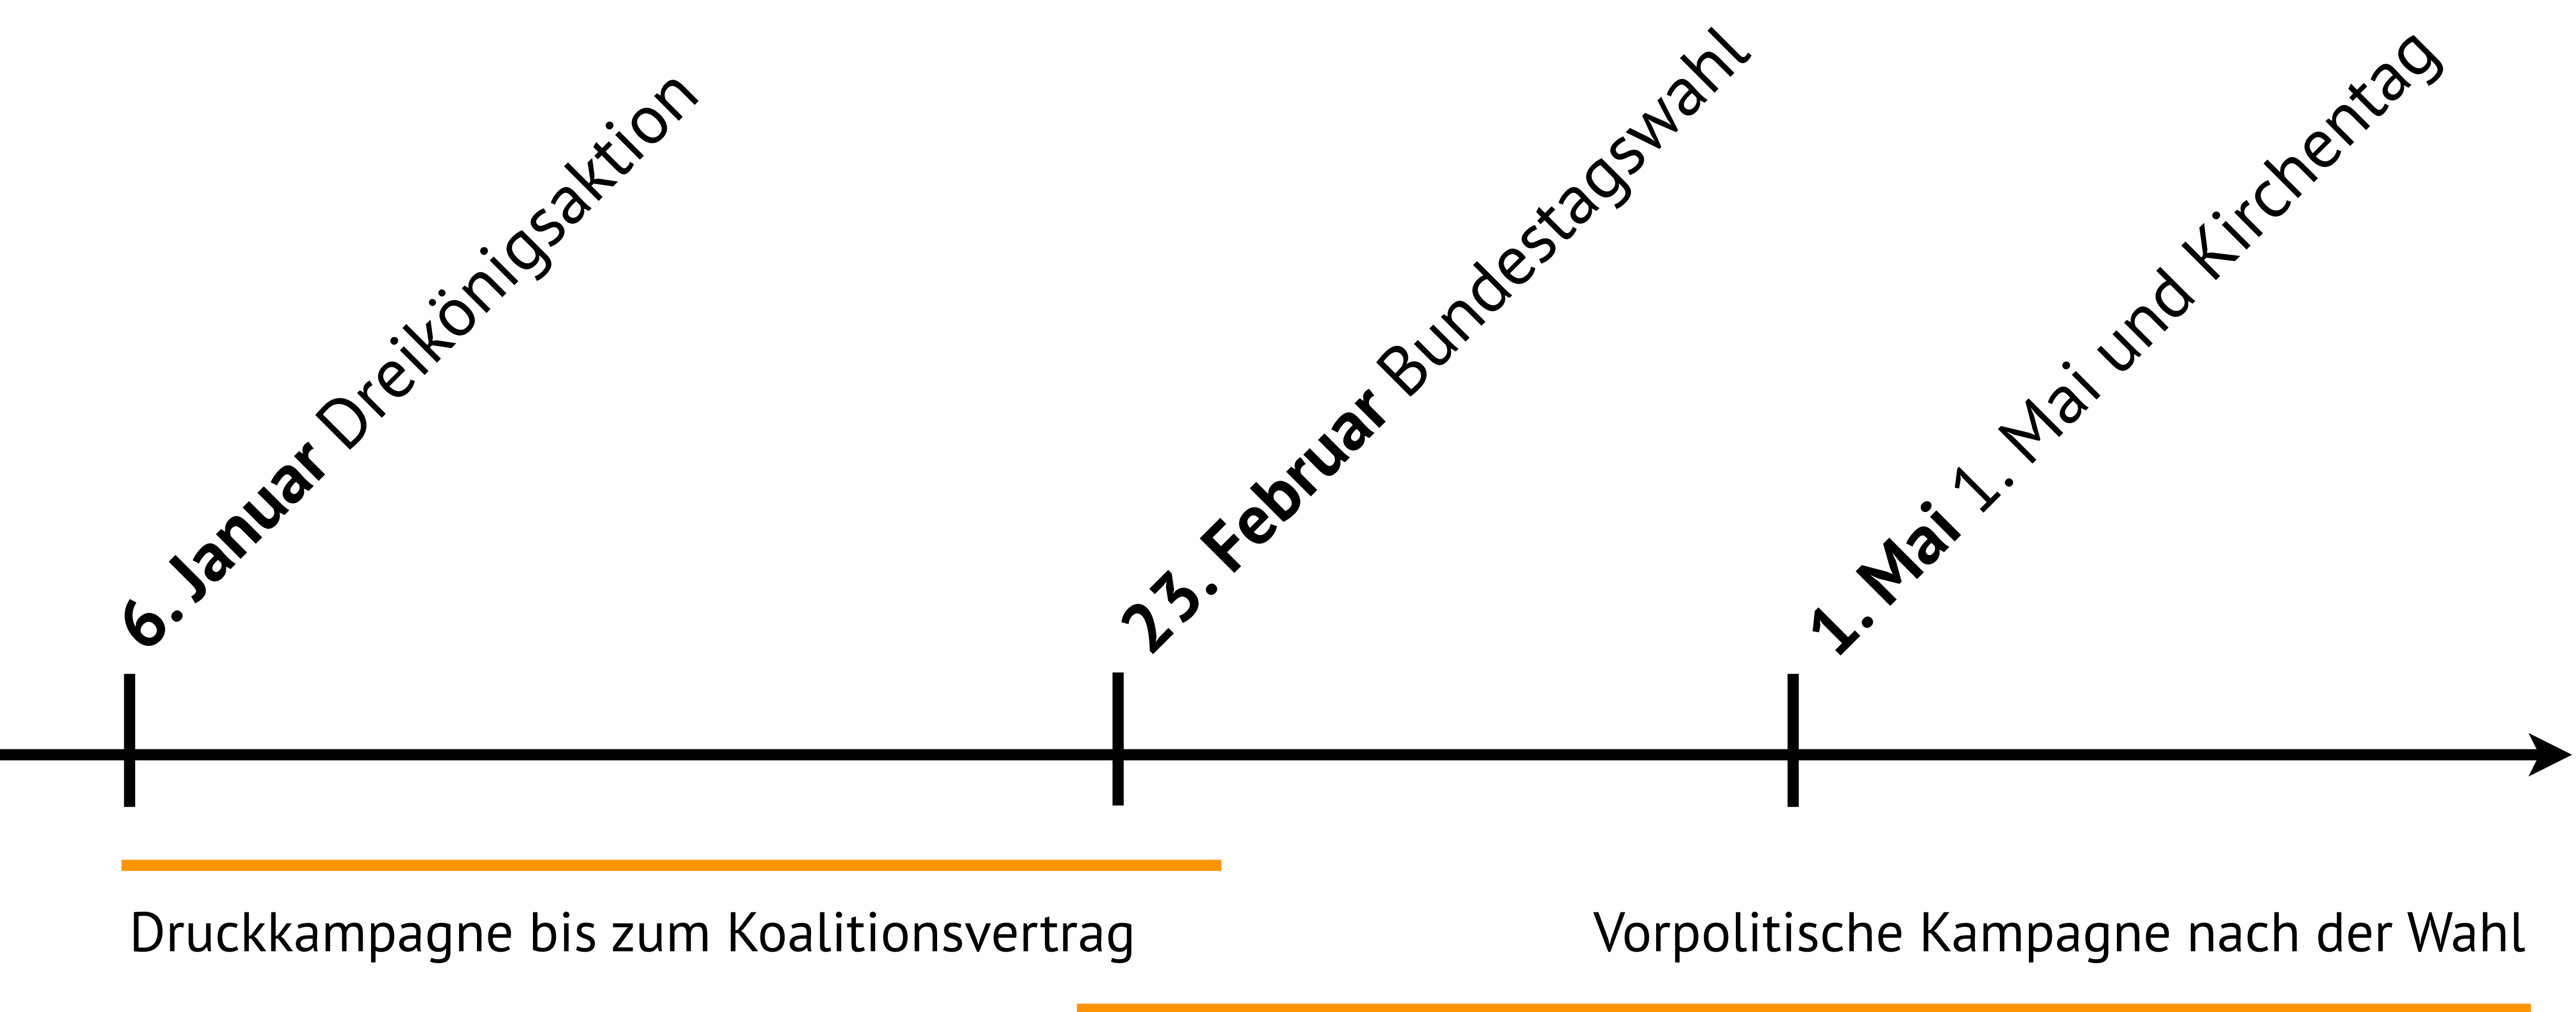 6. Januar Dreikönigsaktion
23. Februar Bundestagswahl
1. Mai 1. Mai und Kirchentag
Druckkampagne bis zum Koalitionsvertrag
Vorpolitische Kampagne nach der Wahl